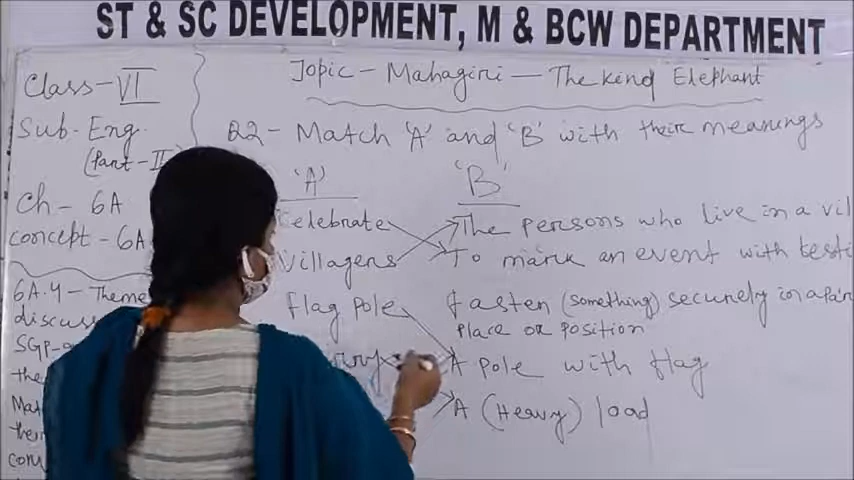 ST & SC DEVELOPMENT, M & BCW DEPARTMENT
Class-VI
Sub-Eng.
(Part-II)
Ch- 6A
concept-6A
6A.4-Theme
discuss
SGP-
the
Mat
their
con
Topic-Mahagiri-The kind Elephant
Q2- Match 'A' and 'B' with their meanings
'A' 'B'
Celebrate The persons who live in a vil
Villagers To mark an event with festi
Flag Pole fasten (something) securely in a
Place or position
A pole with flag
A (Heavy) load